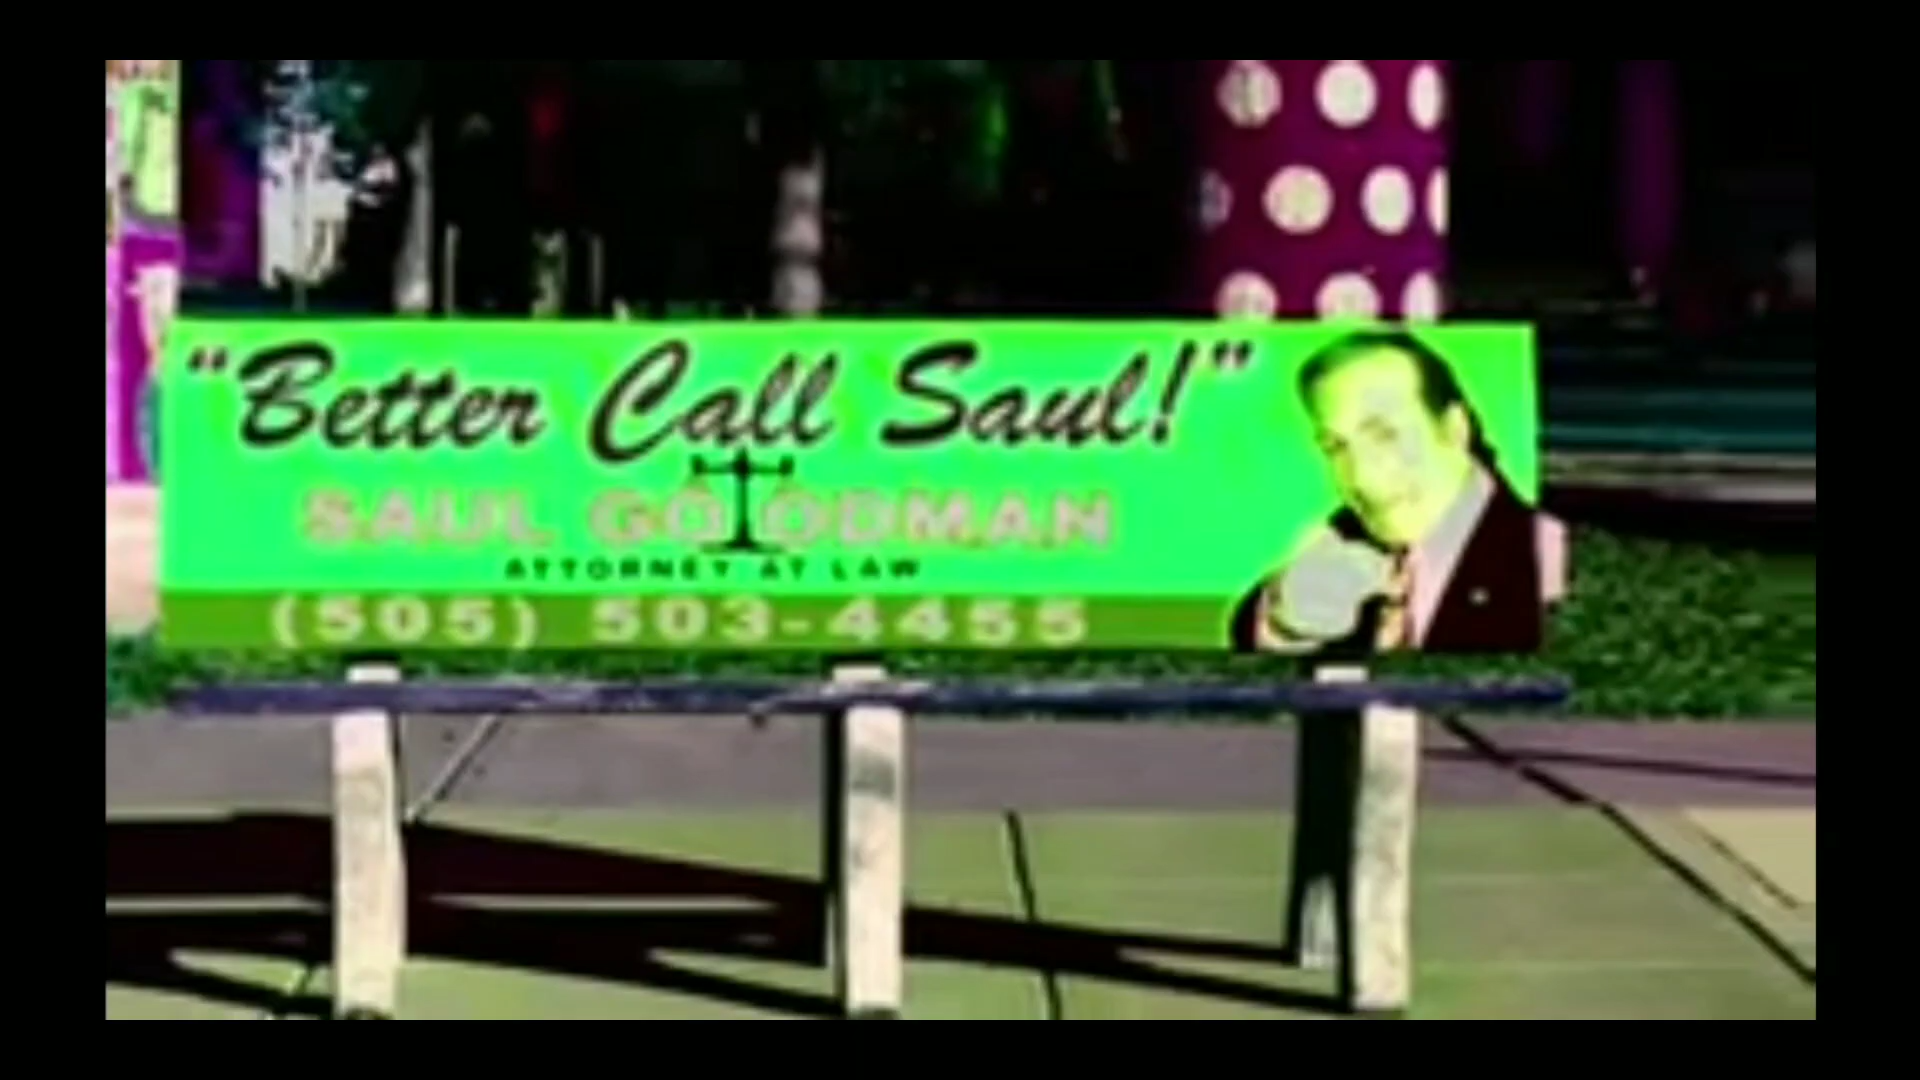 "Better Call Saul!"
SAUL GOODMAN
ATTORNEY AT LAW
(505) 503-4455